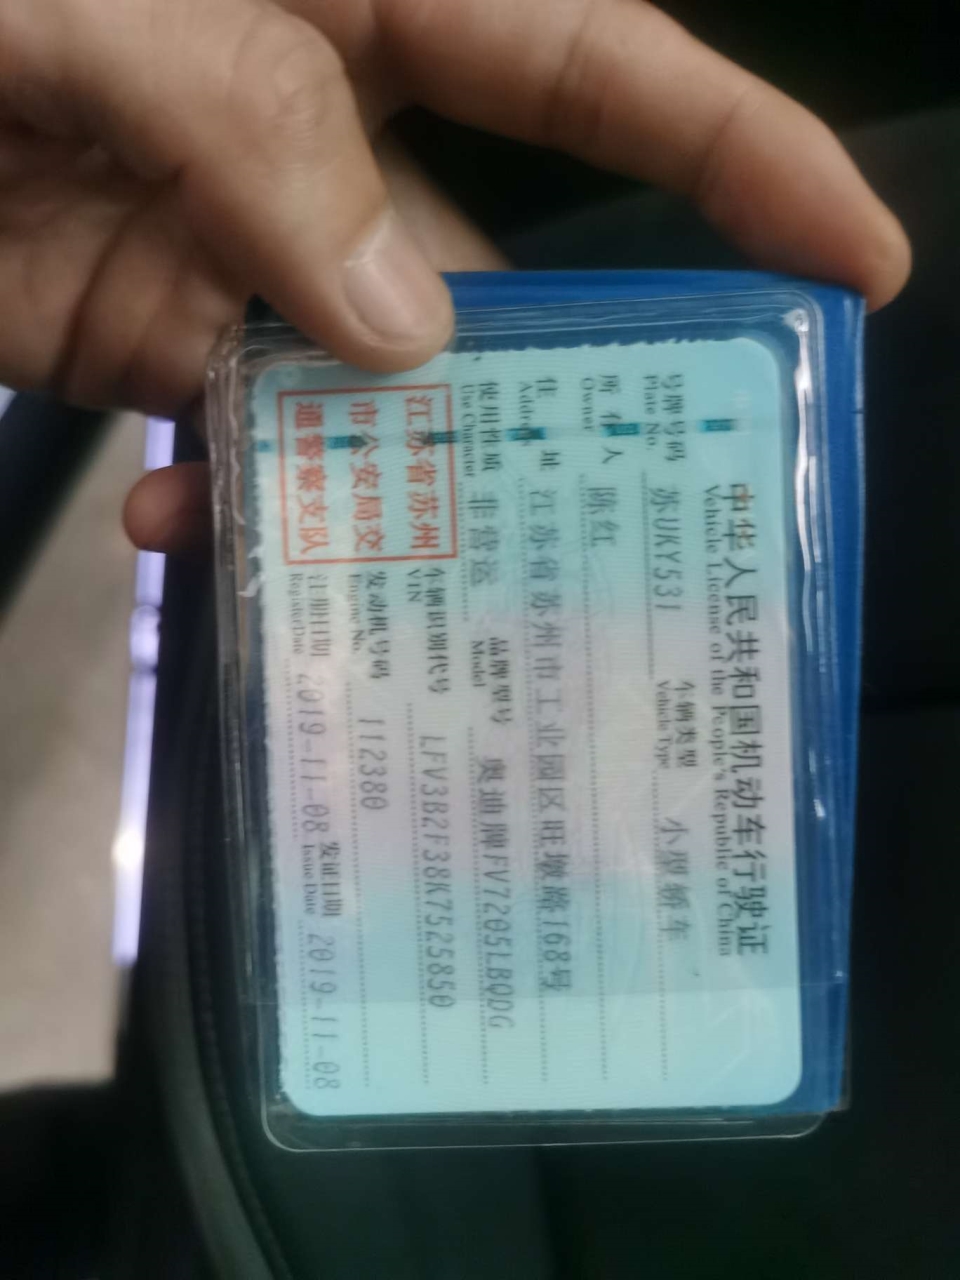 中华人民共和国机动车行驶证
Vehicle License of the People's Republic of China
号牌号码 苏UKY531 车辆类型 小型轿车
Plate No. Vehicle Type
所有人 陈红
Owner
住址 江苏省苏州市工业园区旺墩路168号
Address
使用性质 非营运 品牌型号 奥迪牌FV7205LBQDG
Use Character Model
江苏省苏州
市公安局交
通警察支队
车辆识别代号 LFV3B2F38K7525850
VIN
发动机号码 112380
Engine No.
注册日期 2019-11-08 发证日期 2019-11-08
Register Date Issue Date